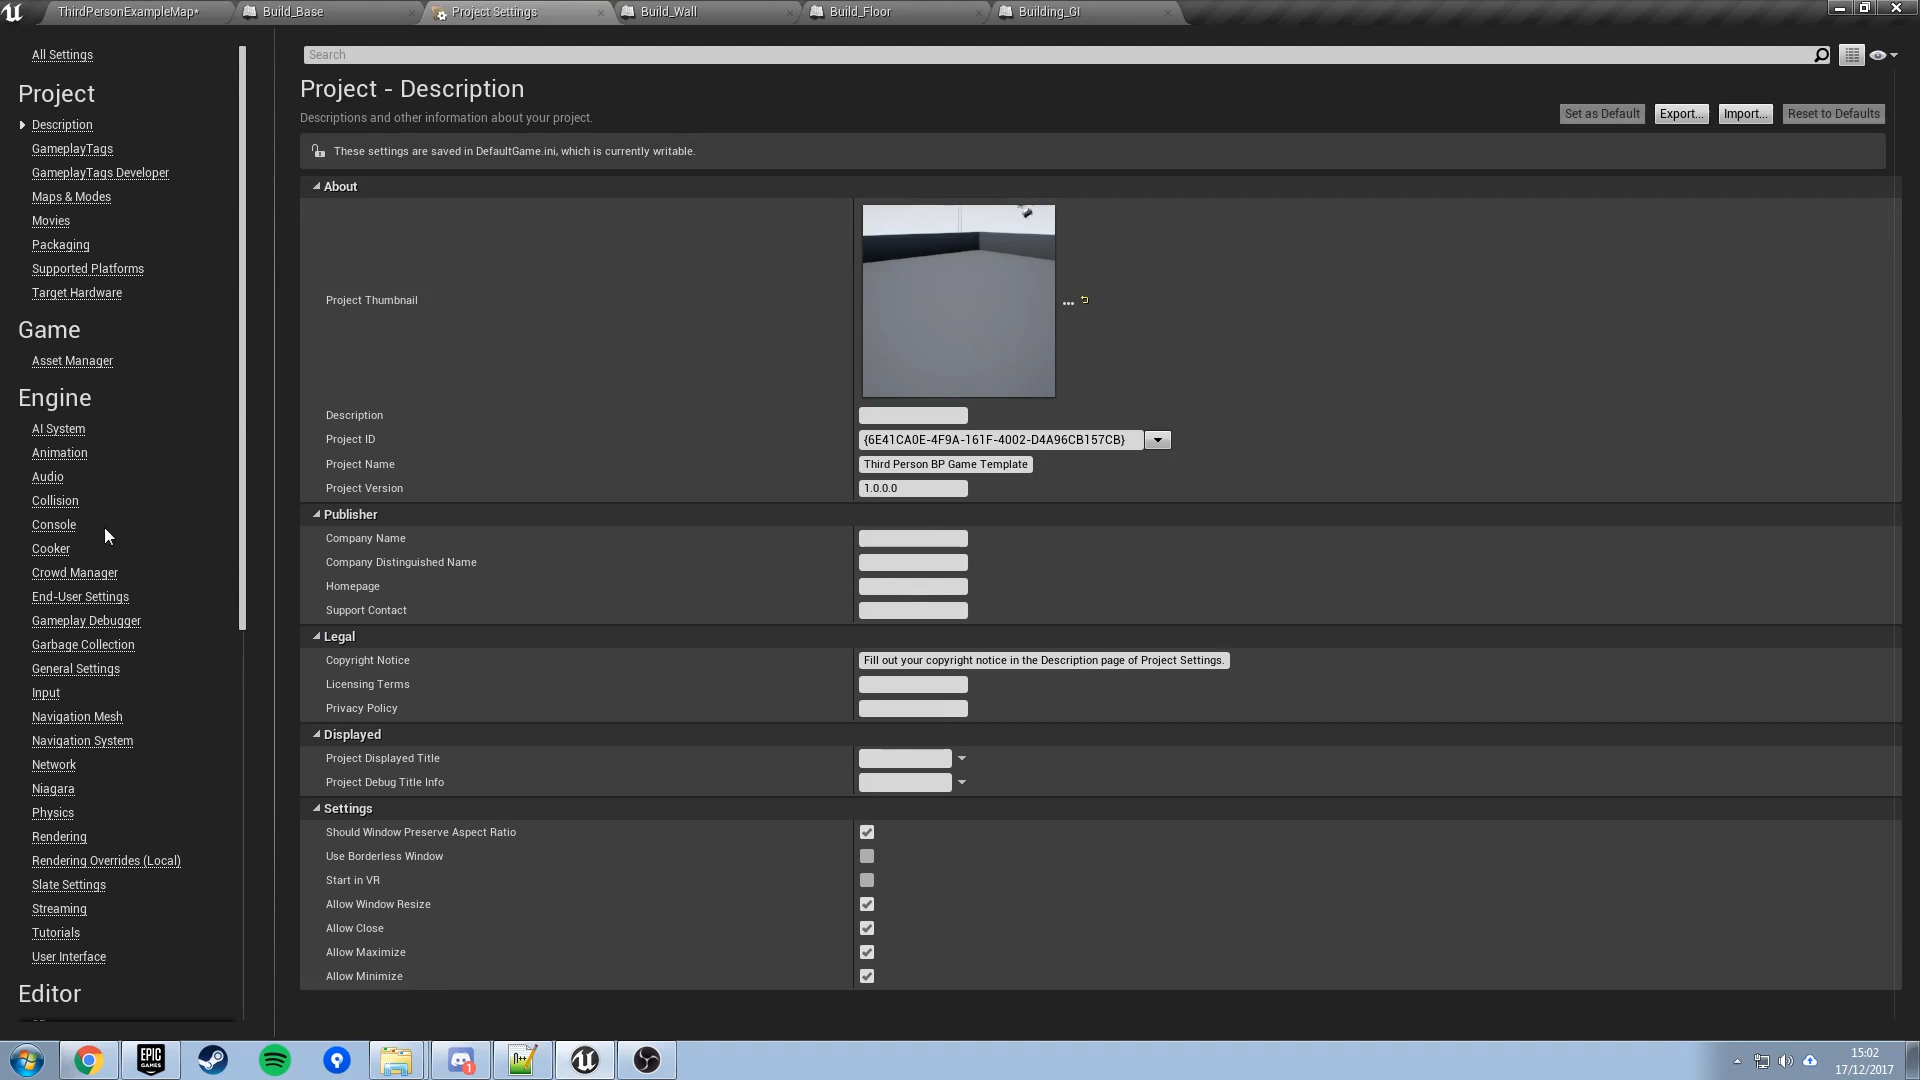 ThirdPersonExampleMap*
Build_Base
Project Settings
Build_Wall
Build_Floor
Building_GI
All Settings
Project
Description
GameplayTags
GameplayTags Developer
Maps & Modes
Movies
Packaging
Supported Platforms
Target Hardware
Game
Asset Manager
Engine
AI System
Animation
Audio
Collision
Console
Cooker
Crowd Manager
End-User Settings
Gameplay Debugger
Garbage Collection
General Settings
Input
Navigation Mesh
Navigation System
Network
Niagara
Physics
Rendering
Rendering Overrides (Local)
Slate Settings
Streaming
Tutorials
User Interface
Editor
Search
Project - Description
Descriptions and other information about your project.
Set as Default
Export...
Import...
Reset to Defaults
These settings are saved in DefaultGame.ini, which is currently writable.
About
Project Thumbnail
...
Description
Project ID {6E41CA0E-4F9A-161F-4002-D4A96CB157CB}
Project Name Third Person BP Game Template
Project Version 1.0.0.0
Publisher
Company Name
Company Distinguished Name
Homepage
Support Contact
Legal
Copyright Notice Fill out your copyright notice in the Description page of Project Settings.
Licensing Terms
Privacy Policy
Displayed
Project Displayed Title
Project Debug Title Info
Settings
Should Window Preserve Aspect Ratio
Use Borderless Window
Start in VR
Allow Window Resize
Allow Close
Allow Maximize
Allow Minimize
EPIC
GAMES
1
15:02
17/12/2017